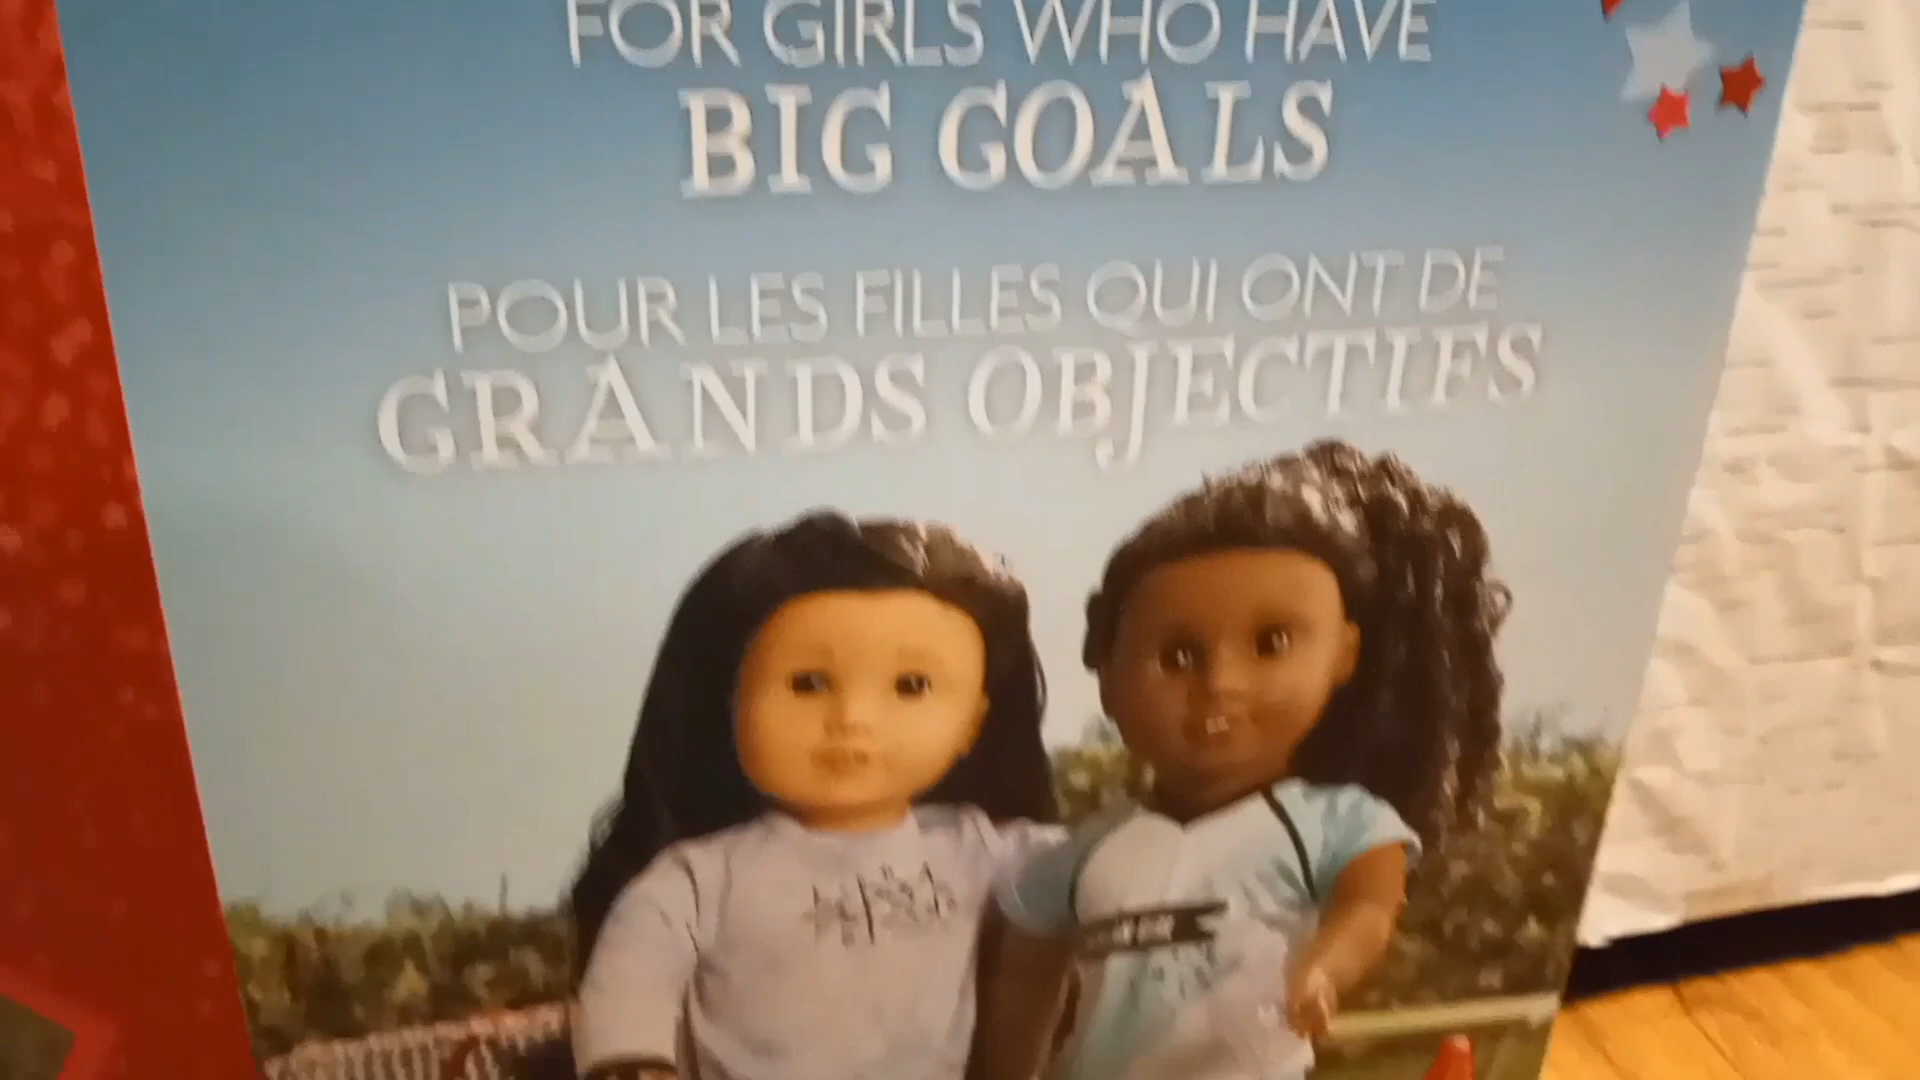 FOR GIRLS WHO HAVE
BIG GOALS
POUR LES FILLES QUI ONT DE
GRANDS OBJECTIFS